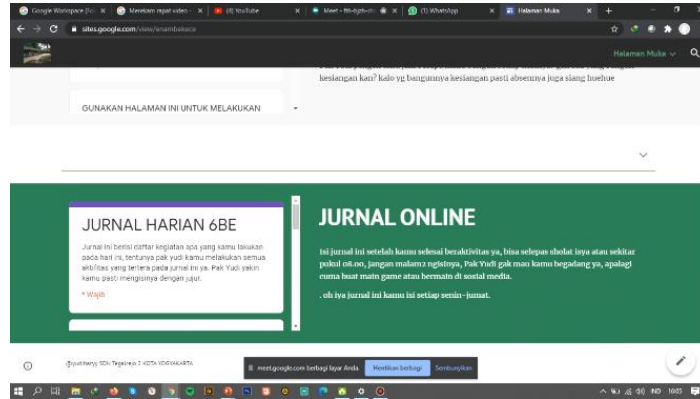 Google Workspace (Fo
Merekam rapat video -
(8) YouTube
Meet -
(1) WhatsApp
Halaman Muka
sites.google.com/view/enambekaca
Halaman Muka
kesiangan kan? kalo yg bangunnya kesiangan pasti absennya juga siang huehue
GUNAKAN HALAMAN INI UNTUK MELAKUKAN
JURNAL HARIAN 6BE
Jurnal ini berisi daftar kegiatan apa yang kamu lakukan
pada hari ini, tentunya pak yudi kamu melakukan semua
aktifitas yang tertera pada jurnal ini ya. Pak Yudi yakin
kamu pasti mengisinya dengan jujur.
* Wajib
JURNAL ONLINE
Isi jurnal ini setelah kamu selesai beraktivitas ya, bisa selepas sholat isya atau sekitar
pukul 08.00, jangan malam2 ngisinya, Pak Yudi gak mau kamu begadang ya, apalagi
cuma buat main game atau bermain di sosial media.
. oh iya jurnal ini kamu isi setiap senin-jumat.
SDN Tegalrejo 2 KOTA YOGYAKARTA
meet.google.com berbagi layar Anda.
Hentikan berbagi
Sembunyikan
IND